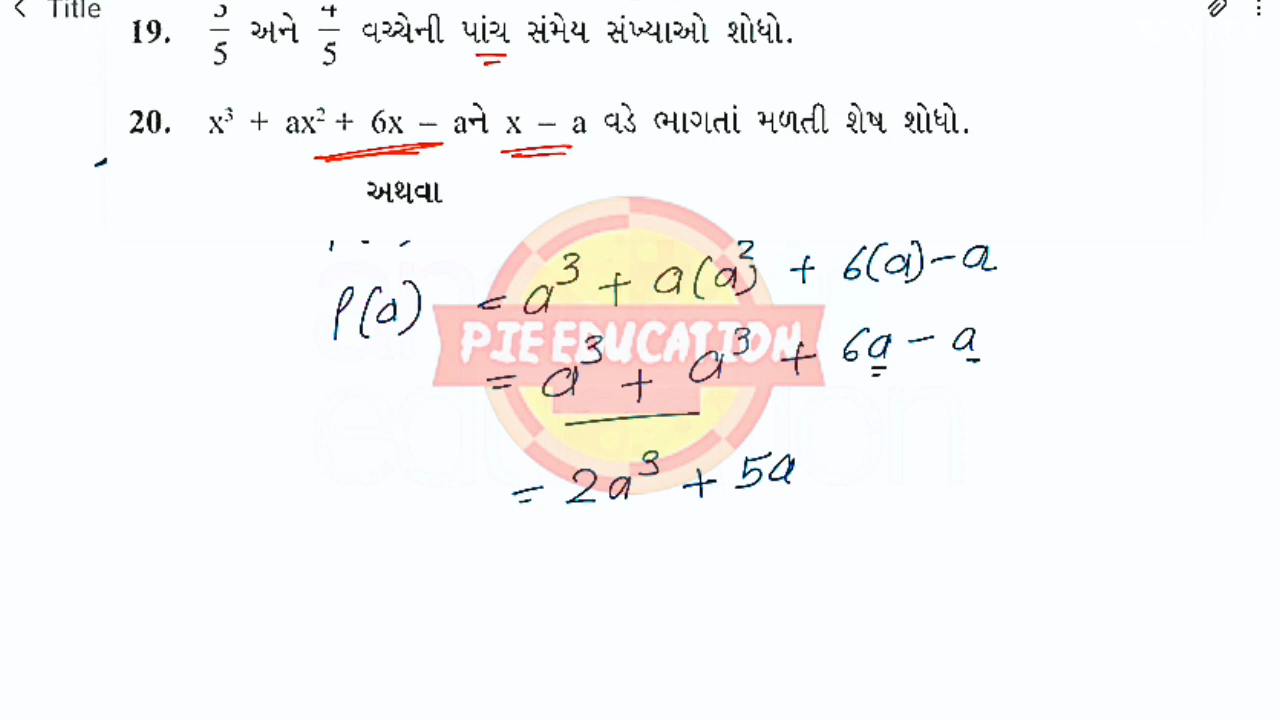 Title
19. 3/5 અને 4/5 વચ્ચેની પાંચ સંમેય સંખ્યાઓ શોધો.
20. x³ + ax² + 6x – aને x – a વડે ભાગતાં મળતી શેષ શોધો.
અથવા
P(a) = a³ + a(a)² + 6(a) – a
= a³ + a³ + 6a – a
= 2a³ + 5a
PIE EDUCATION